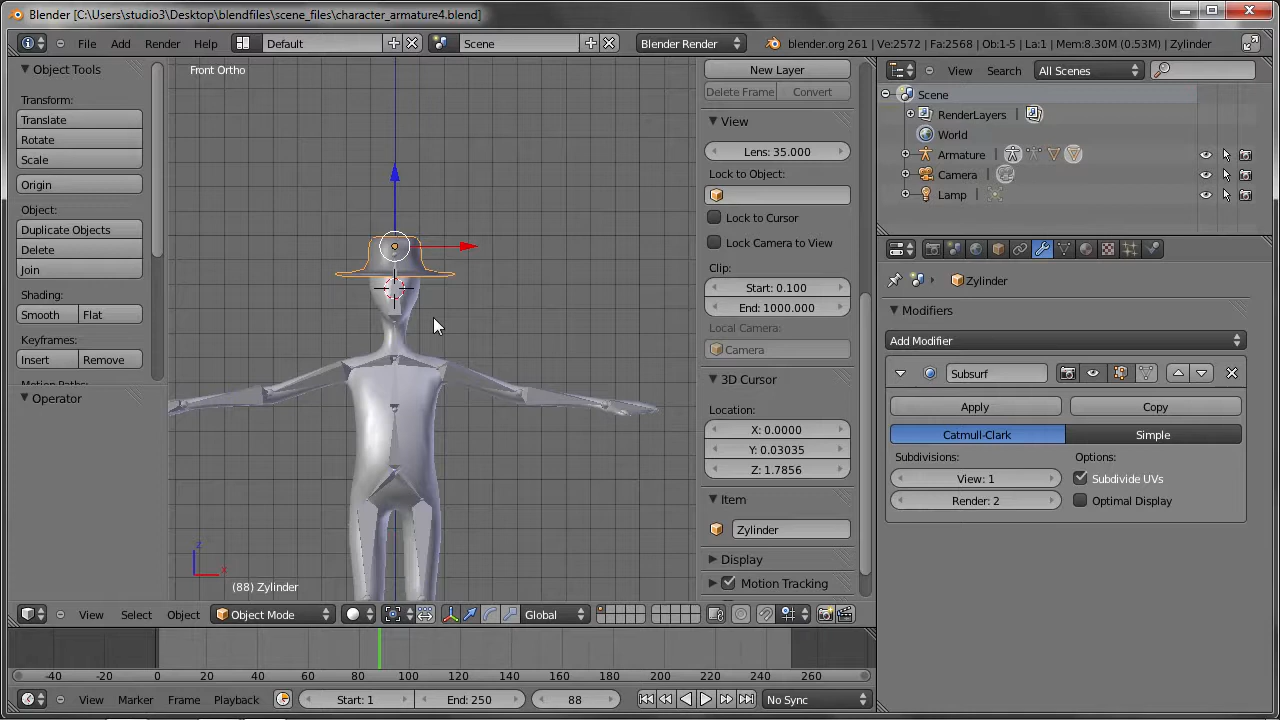 Blender [C:\Users\studio3\Desktop\blendfiles\scene_files\character_armature4.blend]
File Add Render Help Default Scene Blender Render blender.org 261 | Ve:2572 | Fa:2568 | Ob:1-5 | La:1 | Mem:8.30M (0.53M) | Zylinder
Object Tools
Transform:
Translate
Rotate
Scale
Origin
Object:
Duplicate Objects
Delete
Join
Shading:
Smooth Flat
Keyframes:
Insert Remove
Operator
Front Ortho
z
x
(88) Zylinder
New Layer
Delete Frame Convert
View
Lens: 35.000
Lock to Object:
Lock to Cursor
Lock Camera to View
Clip:
Start: 0.100
End: 1000.000
Local Camera:
Camera
3D Cursor
Location:
X: 0.0000
Y: 0.03035
Z: 1.7856
Item
Zylinder
Display
Motion Tracking
View Select Object Object Mode Global
-40 -20 0 20 40 60 80 100 120 140 160 180 200 220 240 260
View Marker Frame Playback Start: 1 End: 250 88 No Sync
View Search All Scenes
Scene
RenderLayers
World
Armature
Camera
Lamp
Zylinder
Modifiers
Add Modifier
Subsurf
Apply Copy
Catmull-Clark Simple
Subdivisions: Options:
View: 1 Subdivide UVs
Render: 2 Optimal Display